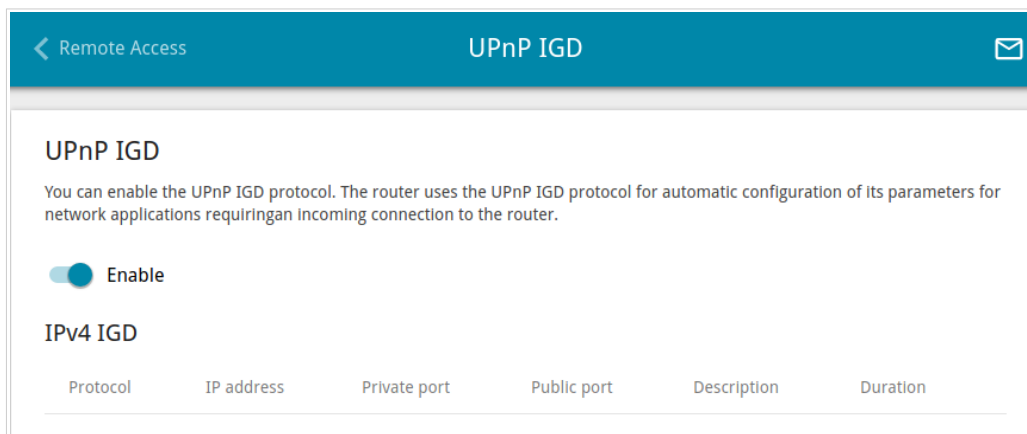 Remote Access UPnP IGD
UPnP IGD
You can enable the UPnP IGD protocol. The router uses the UPnP IGD protocol for automatic configuration of its parameters for
network applications requiringan incoming connection to the router.
Enable
IPv4 IGD
Protocol IP address Private port Public port Description Duration